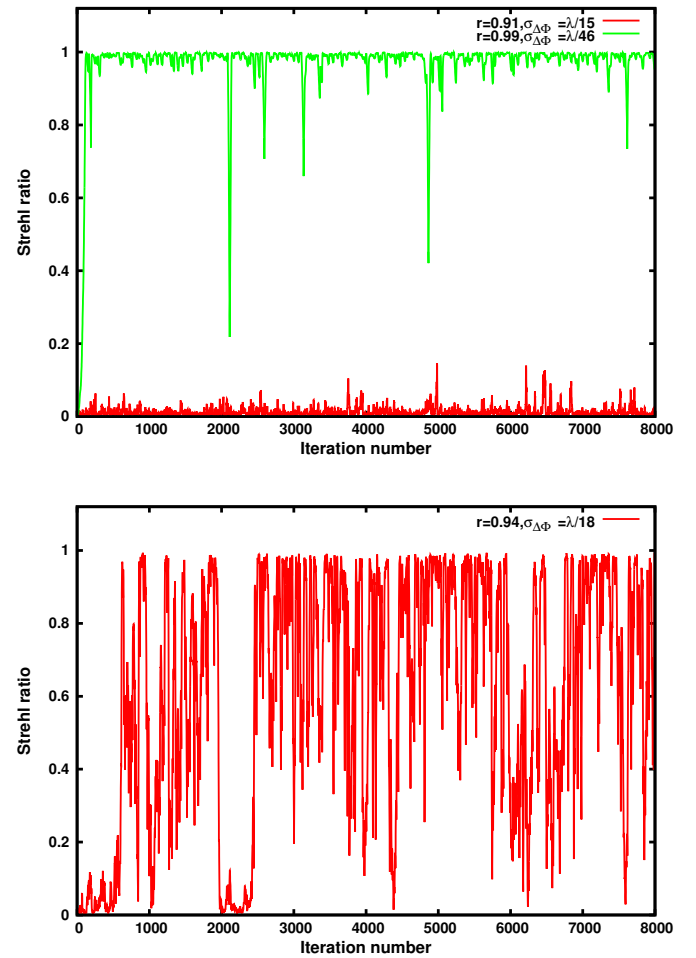 r=0.91,σΔΦ =λ/15
r=0.99,σΔΦ =λ/46
1
0.8
0.6
0.4
0.2
0
Strehl ratio
0 1000 2000 3000 4000 5000 6000 7000 8000
Iteration number
r=0.94,σΔΦ =λ/18
1
0.8
0.6
0.4
0.2
0
Strehl ratio
0 1000 2000 3000 4000 5000 6000 7000 8000
Iteration number